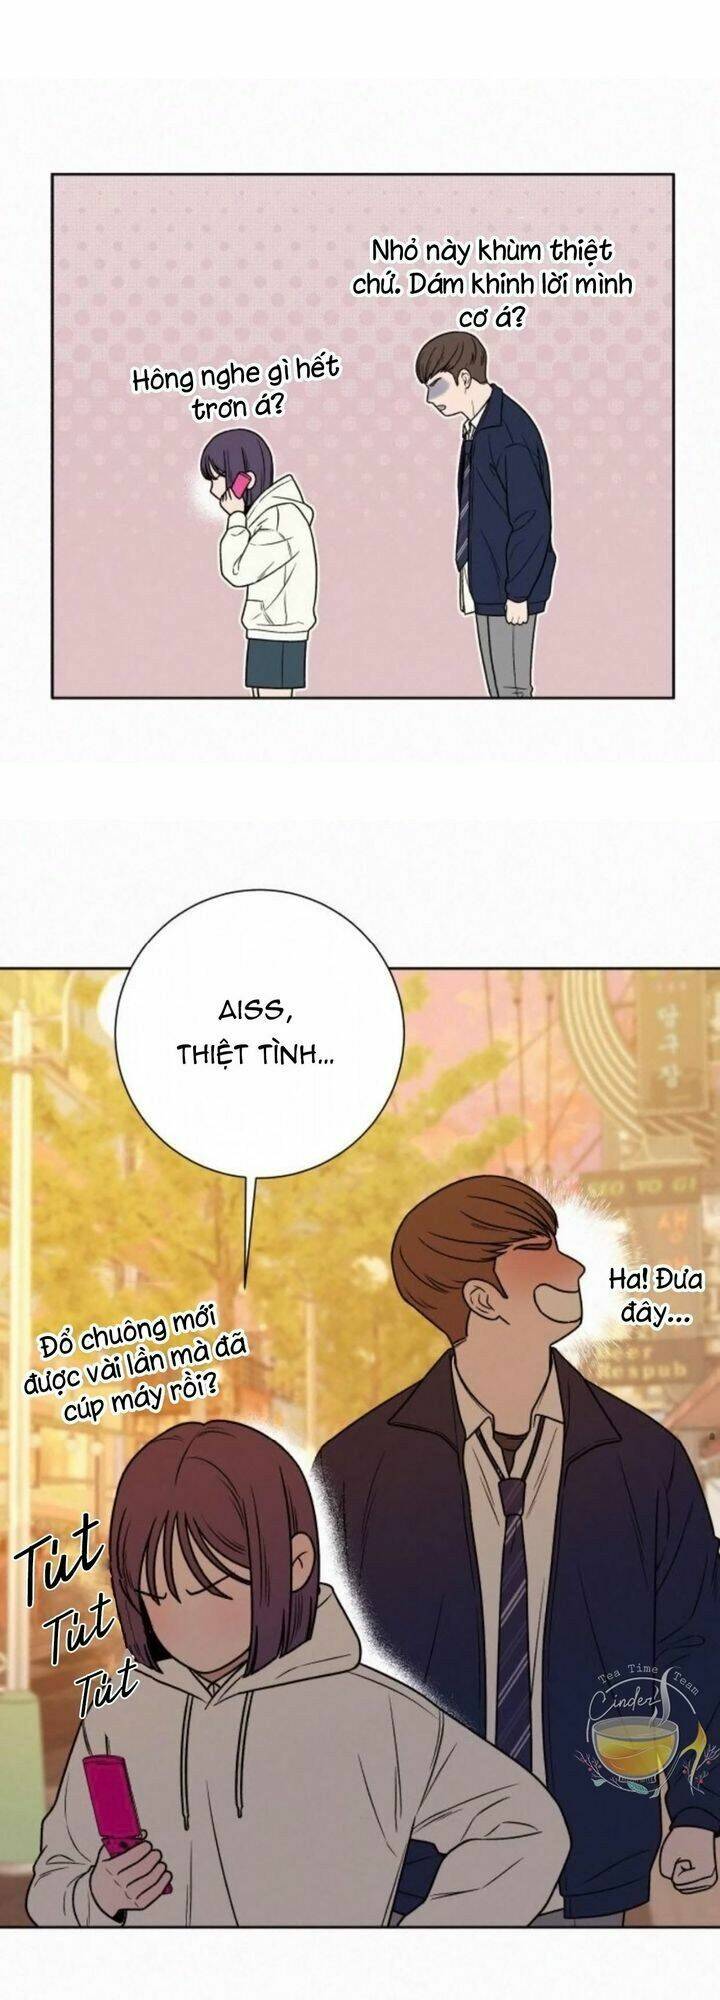 Nhỏ này khùm thiệt
chứ. Dám khinh lời mình
cơ á?
Hông nghe gì hết
trơn á?
AISS,
THIỆT TÌNH...
Ha! Đưa
đây...
Đổ chuông mới
được vài lần mà đã
cúp máy rồi?
Tút
Tút
Tút
Tea Time Team
Cinder